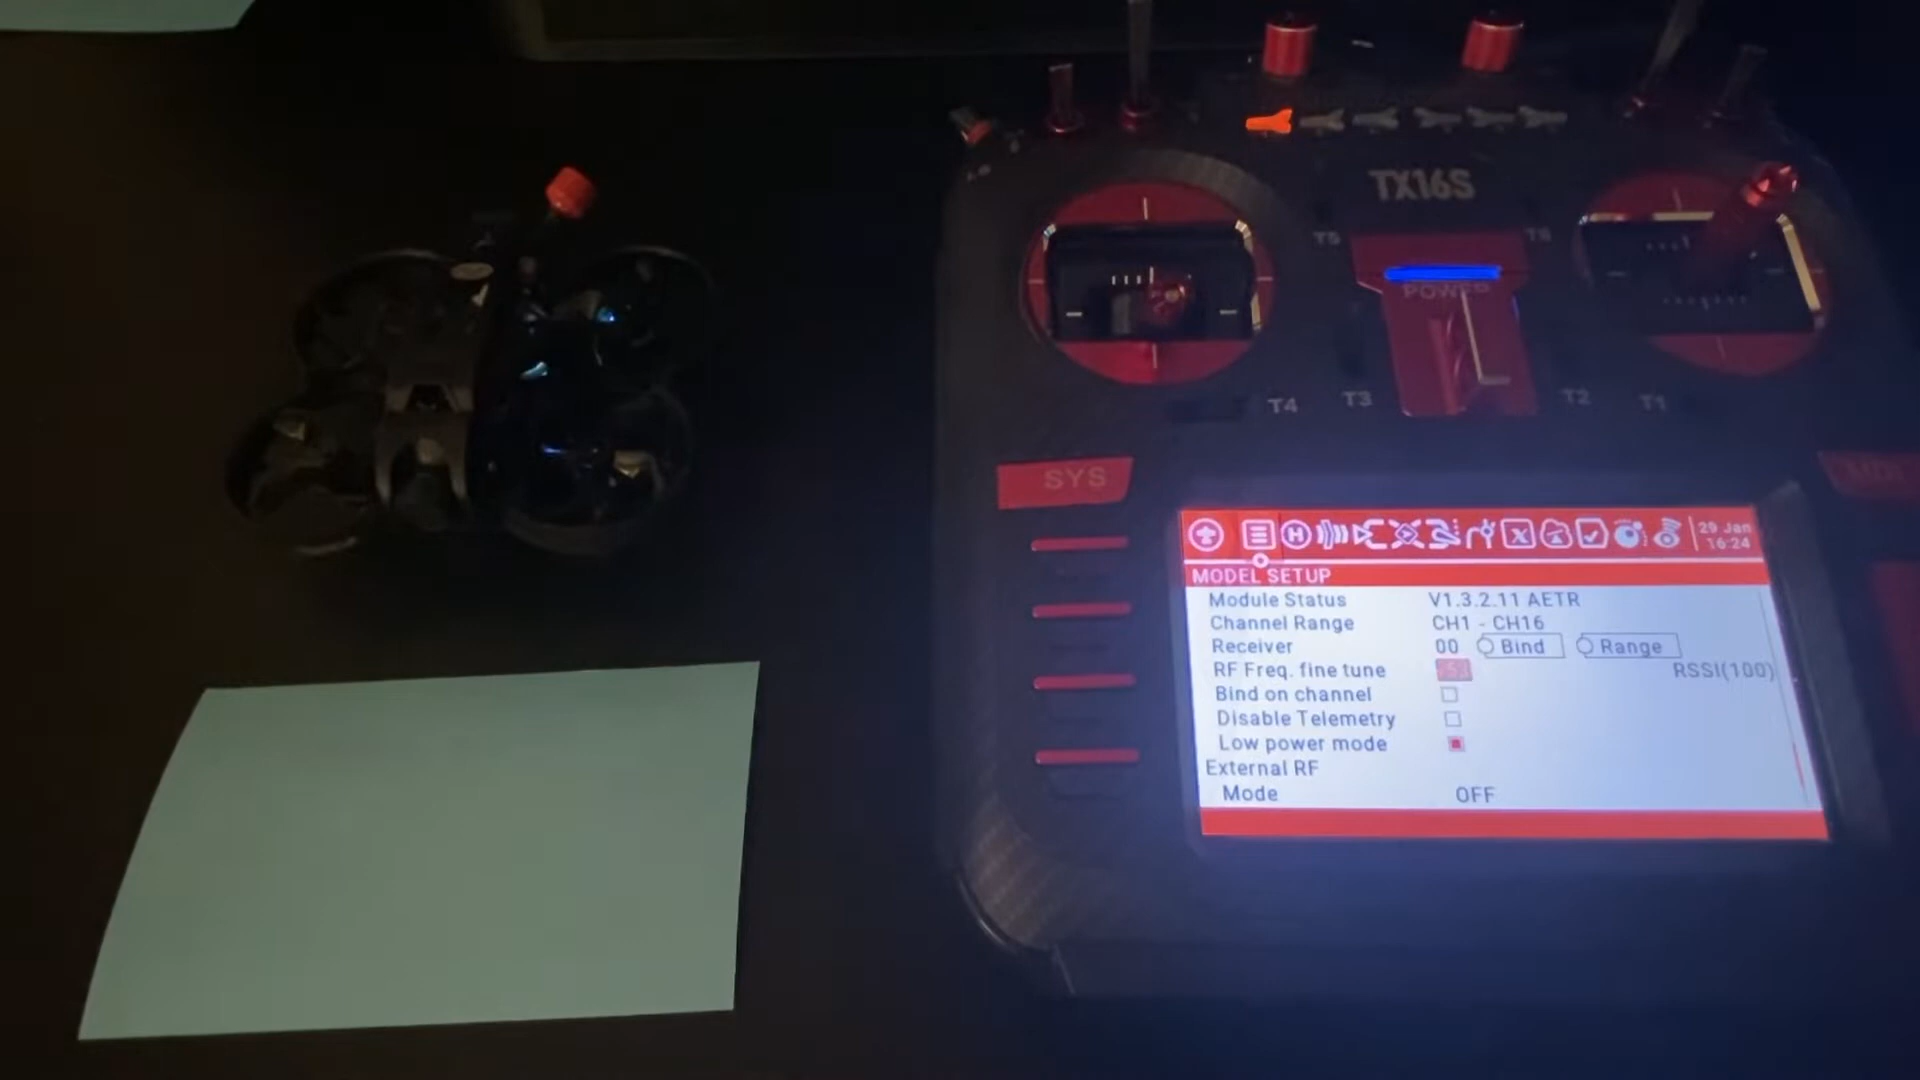 TX16S
T5
T6
POWER
T4
T3
T2
T1
SYS
29 Jan
16:24
MODEL SETUP
Module Status V1.3.2.11 AETR
Channel Range CH1 - CH16
Receiver 00 Bind Range
RF Freq. fine tune RSSI(100)
Bind on channel
Disable Telemetry
Low power mode
External RF
Mode OFF